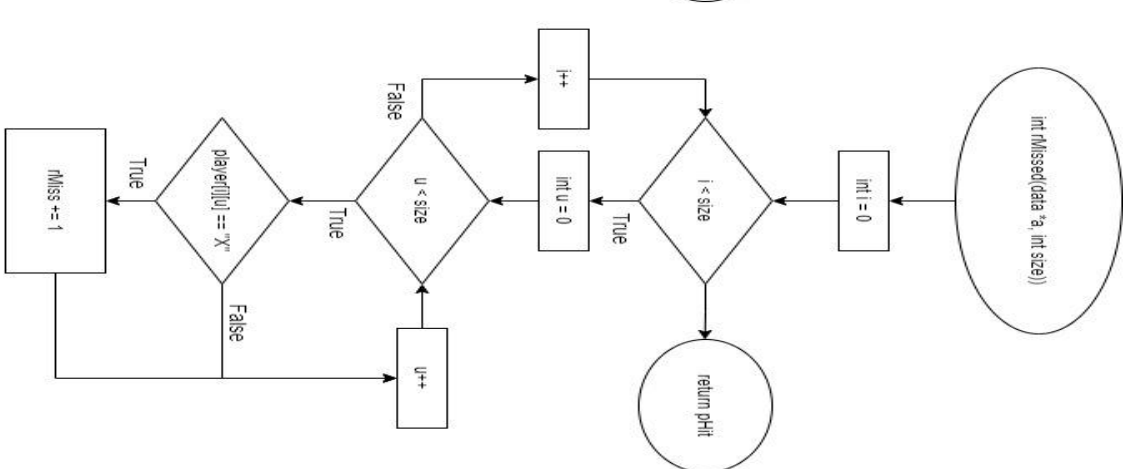 int rMissed(data *a, int size))
int i = 0
i < size
return pHit
True
int u = 0
i++
u < size
False
True
u++
player[i][u] == "X"
False
True
rMiss += 1